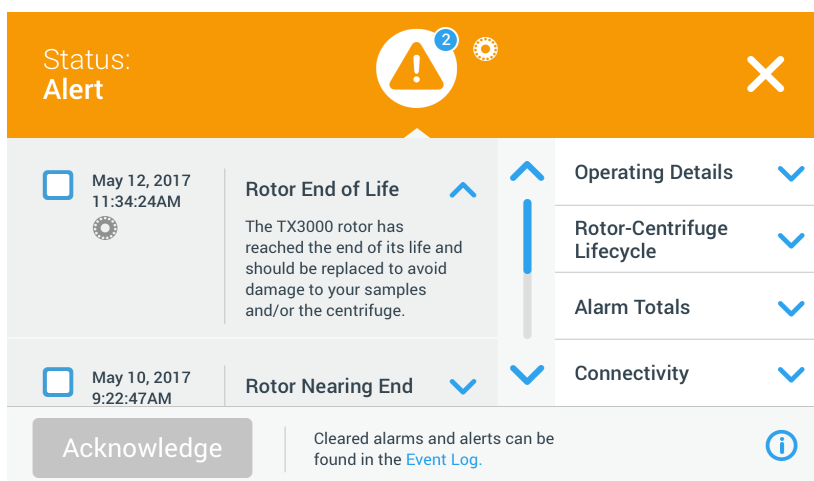 Status:
Alert
2
May 12, 2017
11:34:24AM
Rotor End of Life
The TX3000 rotor has
reached the end of its life and
should be replaced to avoid
damage to your samples
and/or the centrifuge.
May 10, 2017
9:22:47AM
Rotor Nearing End
Operating Details
Rotor-Centrifuge
Lifecycle
Alarm Totals
Connectivity
Acknowledge
Cleared alarms and alerts can be
found in the Event Log.